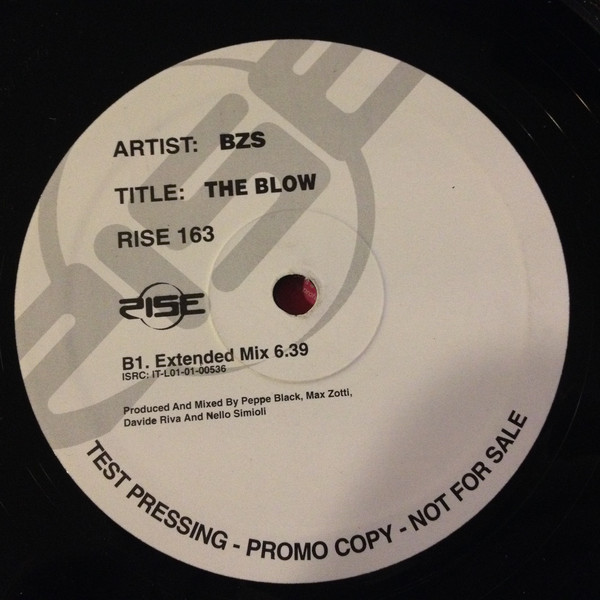 ARTIST: BZS
TITLE: THE BLOW
RISE 163
RISE
B1. Extended Mix 6.39
ISRC: IT-L01-01-00536
Produced And Mixed By Peppe Black, Max Zotti,
Davide Riva And Nello Simioli
TEST PRESSING - PROMO COPY - NOT FOR SALE